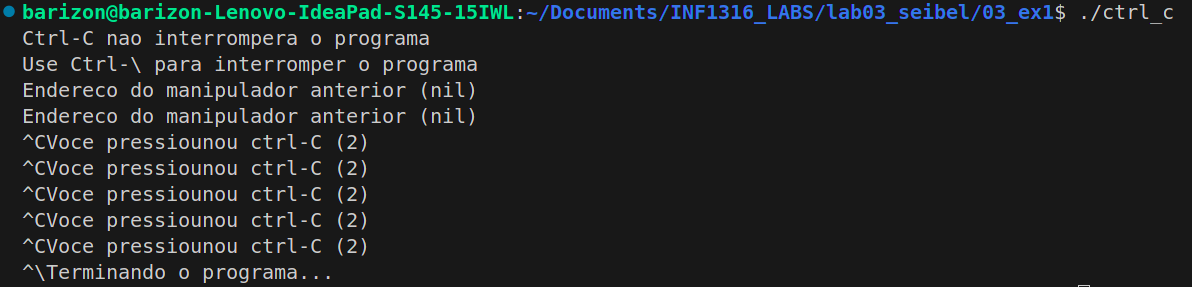 barizon@barizon-Lenovo-IdeaPad-S145-15IWL:~/Documents/INF1316_LABS/lab03_seibel/03_ex1$ ./ctrl_c
Ctrl-C nao interrompera o programa
Use Ctrl-\ para interromper o programa
Endereco do manipulador anterior (nil)
Endereco do manipulador anterior (nil)
^CVoce pressiounou ctrl-C (2)
^CVoce pressiounou ctrl-C (2)
^CVoce pressiounou ctrl-C (2)
^CVoce pressiounou ctrl-C (2)
^CVoce pressiounou ctrl-C (2)
^\Terminando o programa...